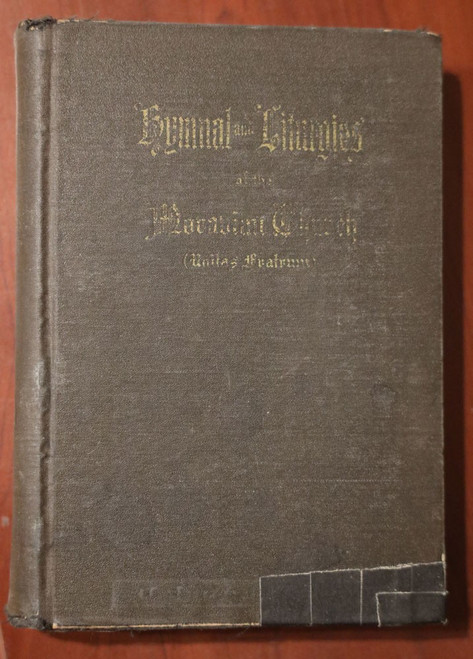 Hymnal and Liturgies
of the
Moravian Church
(Unitas Fratrum)